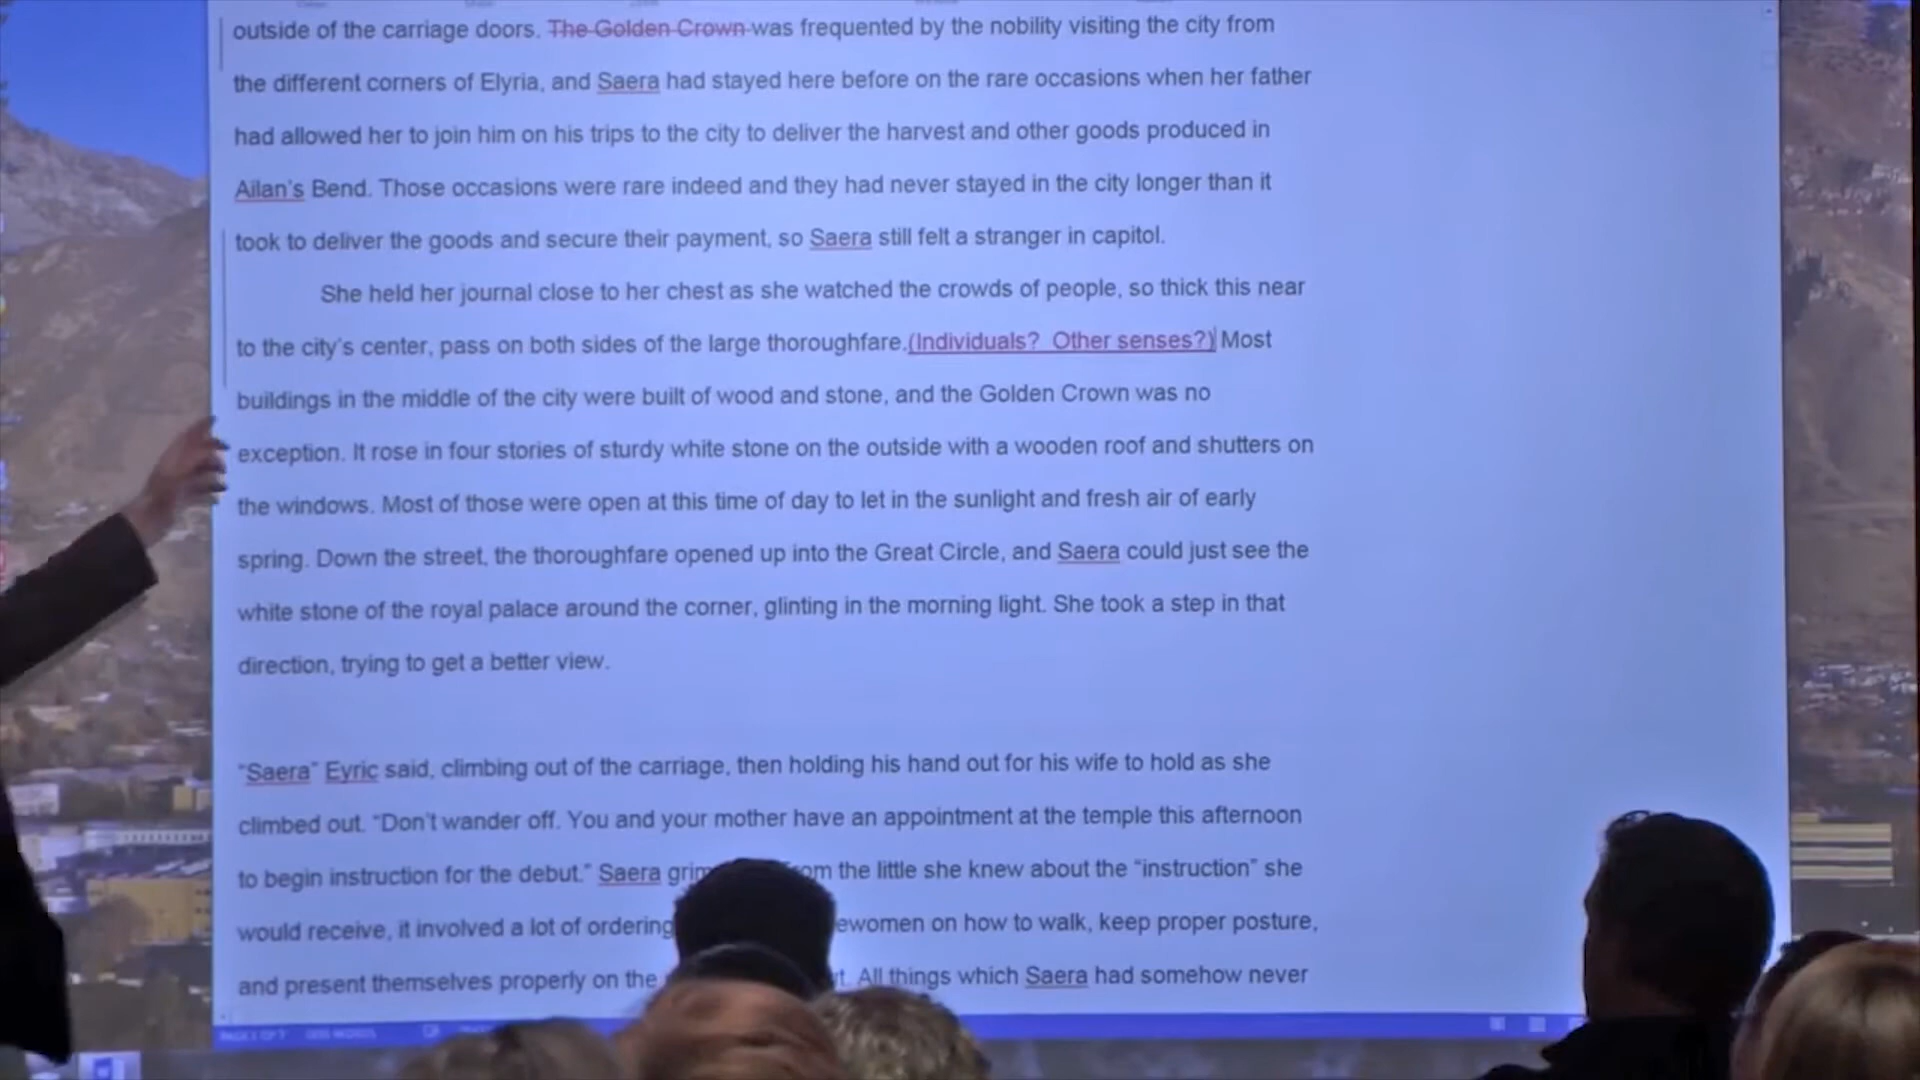 outside of the carriage doors. The Golden Crown was frequented by the nobility visiting the city from
the different corners of Elyria, and Saera had stayed here before on the rare occasions when her father
had allowed her to join him on his trips to the city to deliver the harvest and other goods produced in
Ailan's Bend. Those occasions were rare indeed and they had never stayed in the city longer than it
took to deliver the goods and secure their payment, so Saera still felt a stranger in capitol.
She held her journal close to her chest as she watched the crowds of people, so thick this near
to the city's center, pass on both sides of the large thoroughfare.(Individuals?  Other senses?) Most
buildings in the middle of the city were built of wood and stone, and the Golden Crown was no
exception. It rose in four stories of sturdy white stone on the outside with a wooden roof and shutters on
the windows. Most of those were open at this time of day to let in the sunlight and fresh air of early
spring. Down the street, the thoroughfare opened up into the Great Circle, and Saera could just see the
white stone of the royal palace around the corner, glinting in the morning light. She took a step in that
direction, trying to get a better view.
"Saera" Eyric said, climbing out of the carriage, then holding his hand out for his wife to hold as she
climbed out. "Don't wander off. You and your mother have an appointment at the temple this afternoon
to begin instruction for the debut." Saera the little she knew about the "instruction" she
would receive, it involved a lot of ordering on how to walk, keep proper posture,
and present themselves properly on the All things which Saera had somehow never